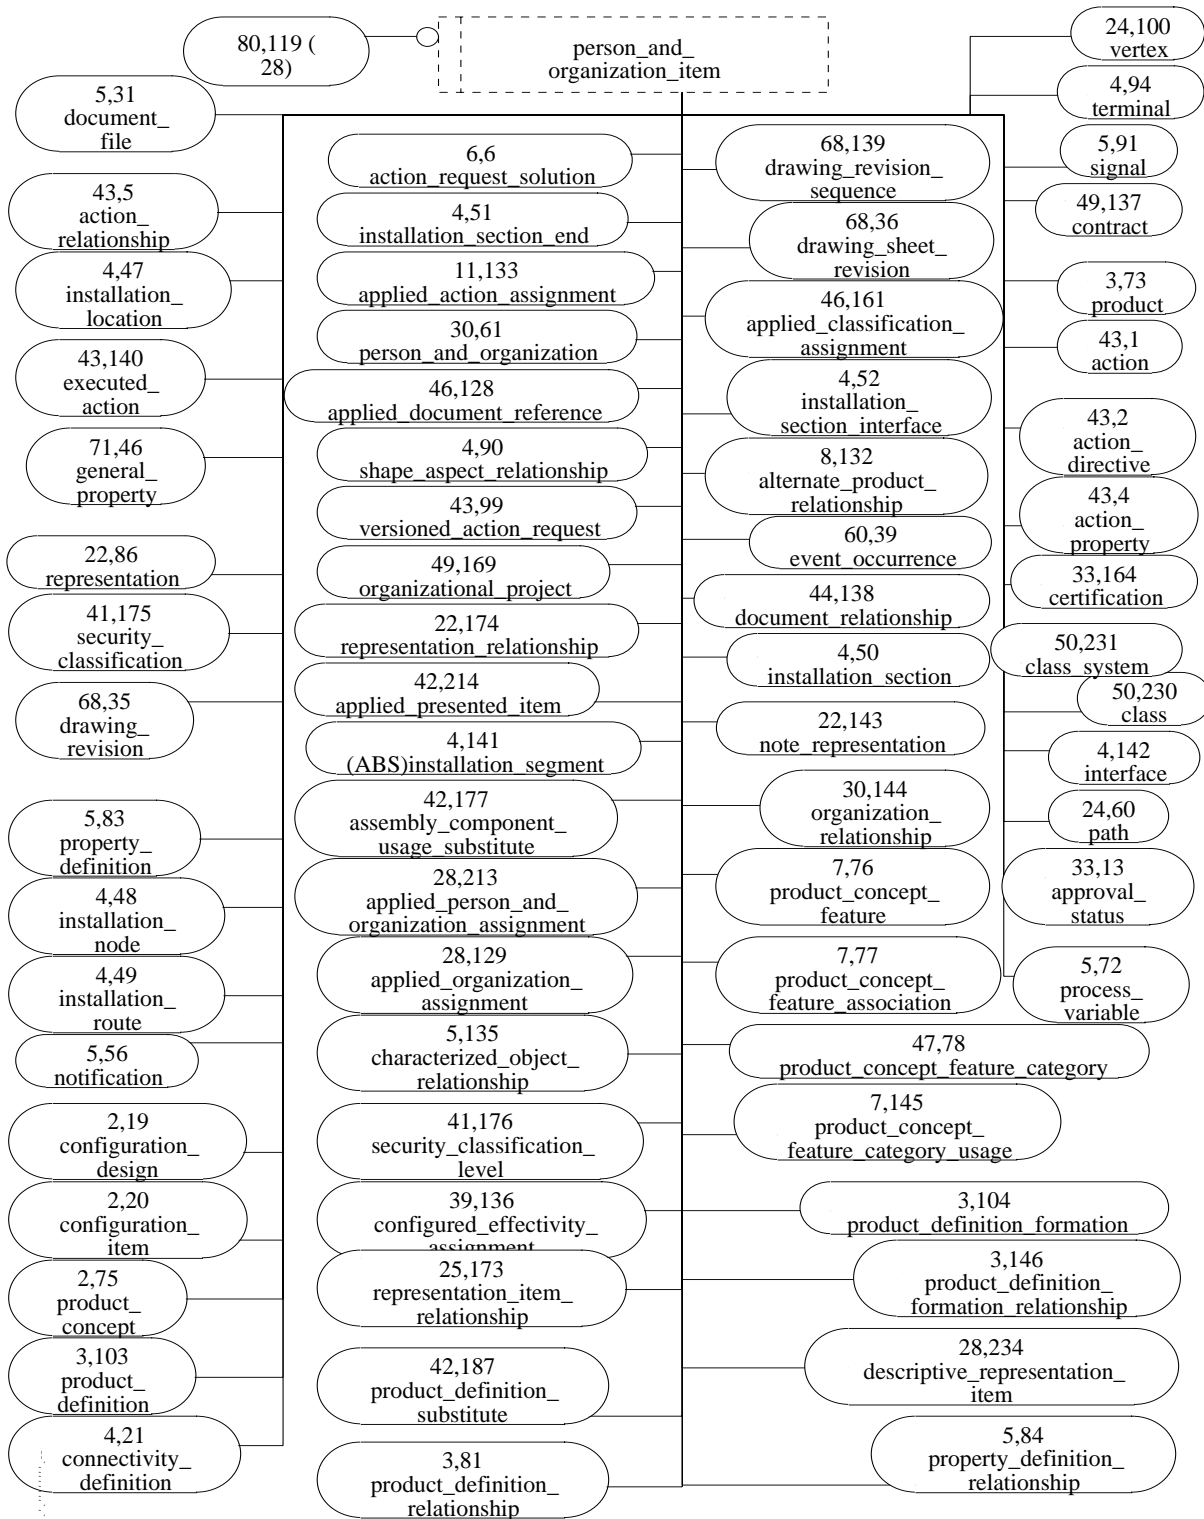 80,119 (
28)
person_and_
organization_item
24,100
vertex
5,31
document_
file
4,94
terminal
6,6
action_request_solution
68,139
drawing_revision_
sequence
5,91
signal
43,5
action_
relationship
4,51
installation_section_end
68,36
drawing_sheet_
revision
49,137
contract
4,47
installation_
location
11,133
applied_action_assignment
46,161
applied_classification_
assignment
3,73
product
43,140
executed_
action
30,61
person_and_organization
43,1
action
46,128
applied_document_reference
4,52
installation_
section_interface
43,2
action_
directive
71,46
general_
property
4,90
shape_aspect_relationship
8,132
alternate_product_
relationship
43,4
action_
property
43,99
versioned_action_request
60,39
event_occurrence
22,86
representation
49,169
organizational_project
44,138
document_relationship
33,164
certification
41,175
security_
classification
22,174
representation_relationship
4,50
installation_section
50,231
class_system
68,35
drawing_
revision
42,214
applied_presented_item
22,143
note_representation
50,230
class
4,141
(ABS)installation_segment
4,142
interface
42,177
assembly_component_
usage_substitute
30,144
organization_
relationship
24,60
path
5,83
property_
definition
28,213
applied_person_and_
organization_assignment
7,76
product_concept_
feature
33,13
approval_
status
4,48
installation_
node
28,129
applied_organization_
assignment
7,77
product_concept_
feature_association
5,72
process_
variable
4,49
installation_
route
5,56
notification
5,135
characterized_object_
relationship
47,78
product_concept_feature_category
2,19
configuration_
design
41,176
security_classification_
level
7,145
product_concept_
feature_category_usage
2,20
configuration_
item
39,136
configured_effectivity_
assignment
3,104
product_definition_formation
2,75
product_
concept
25,173
representation_item_
relationship
3,146
product_definition_
formation_relationship
3,103
product_
definition
42,187
product_definition_
substitute
28,234
descriptive_representation_
item
4,21
connectivity_
definition
3,81
product_definition_
relationship
5,84
property_definition_
relationship